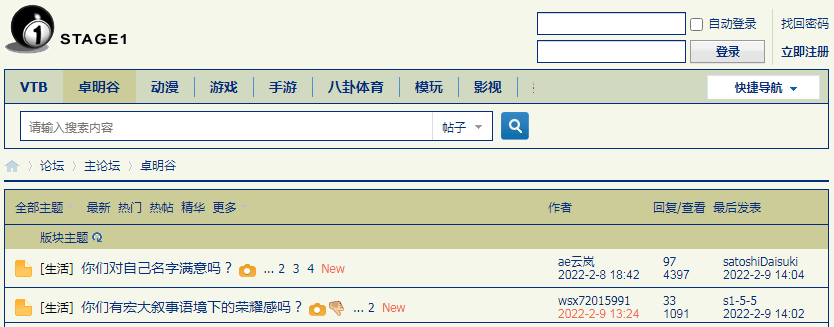 1 STAGE1
自动登录 找回密码
登录 立即注册
VTB 卓明谷 动漫 游戏 手游 八卦体育 模玩 影视
快捷导航
请输入搜索内容 帖子
论坛 主论坛 卓明谷
全部主题 最新 热门 热帖 精华 更多 作者 回复/查看 最后发表
版块主题
[生活] 你们对自己名字满意吗？ ... 2 3 4 New ae云岚 97 satoshiDaisuki
2022-2-8 18:42 4397 2022-2-9 14:04
[生活] 你们有宏大叙事语境下的荣耀感吗？ ... 2 New wsx72015991 33 s1-5-5
2022-2-9 13:24 1091 2022-2-9 14:02